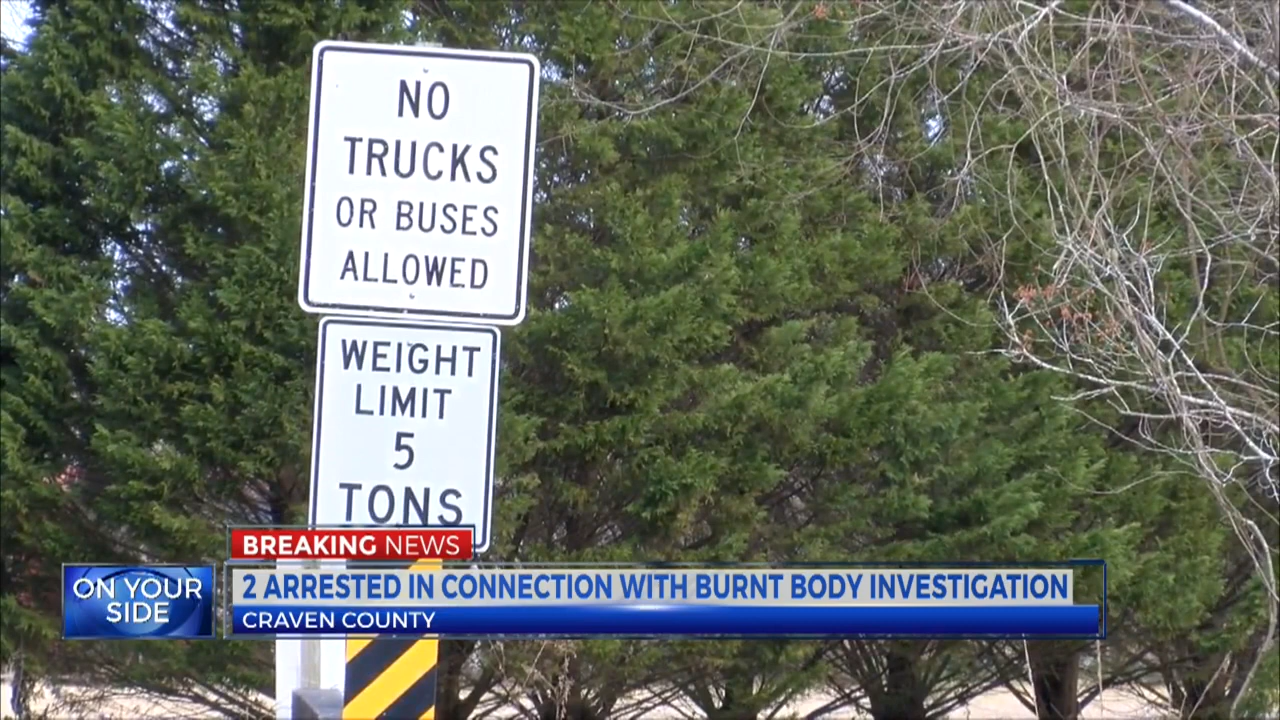 NO
TRUCKS
OR BUSES
ALLOWED
WEIGHT
LIMIT
5
TONS
BREAKING NEWS
ON YOUR
SIDE
2 ARRESTED IN CONNECTION WITH BURNT BODY INVESTIGATION
CRAVEN COUNTY